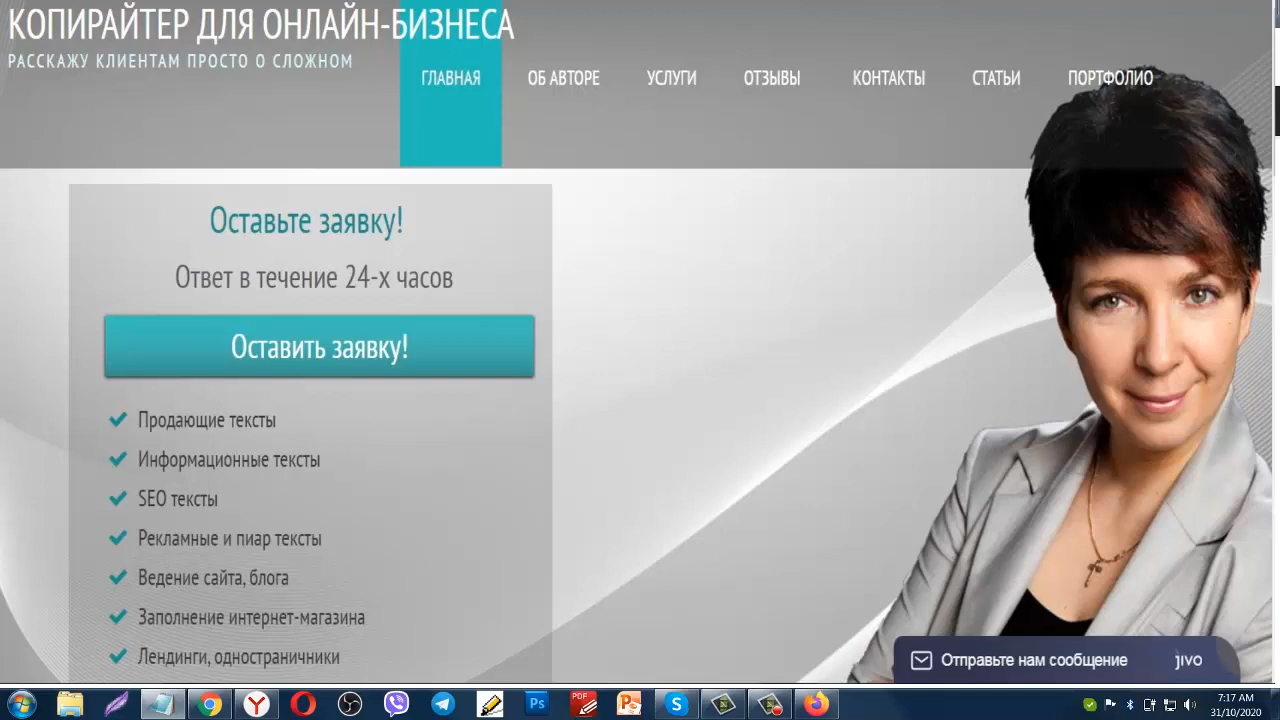 КОПИРАЙТЕР ДЛЯ ОНЛАЙН-БИЗНЕСА
РАССКАЖУ КЛИЕНТАМ ПРОСТО О СЛОЖНОМ
ГЛАВНАЯ ОБ АВТОРЕ УСЛУГИ ОТЗЫВЫ КОНТАКТЫ СТАТЬИ ПОРТФОЛИО
Оставьте заявку!
Ответ в течение 24-х часов
Оставить заявку!
Продающие тексты
Информационные тексты
SEO тексты
Рекламные и пиар тексты
Ведение сайта, блога
Заполнение интернет-магазина
Лендинги, одностраничники
Отправьте нам сообщение jivo
Ps PDF P S
7:17 AM
31/10/2020